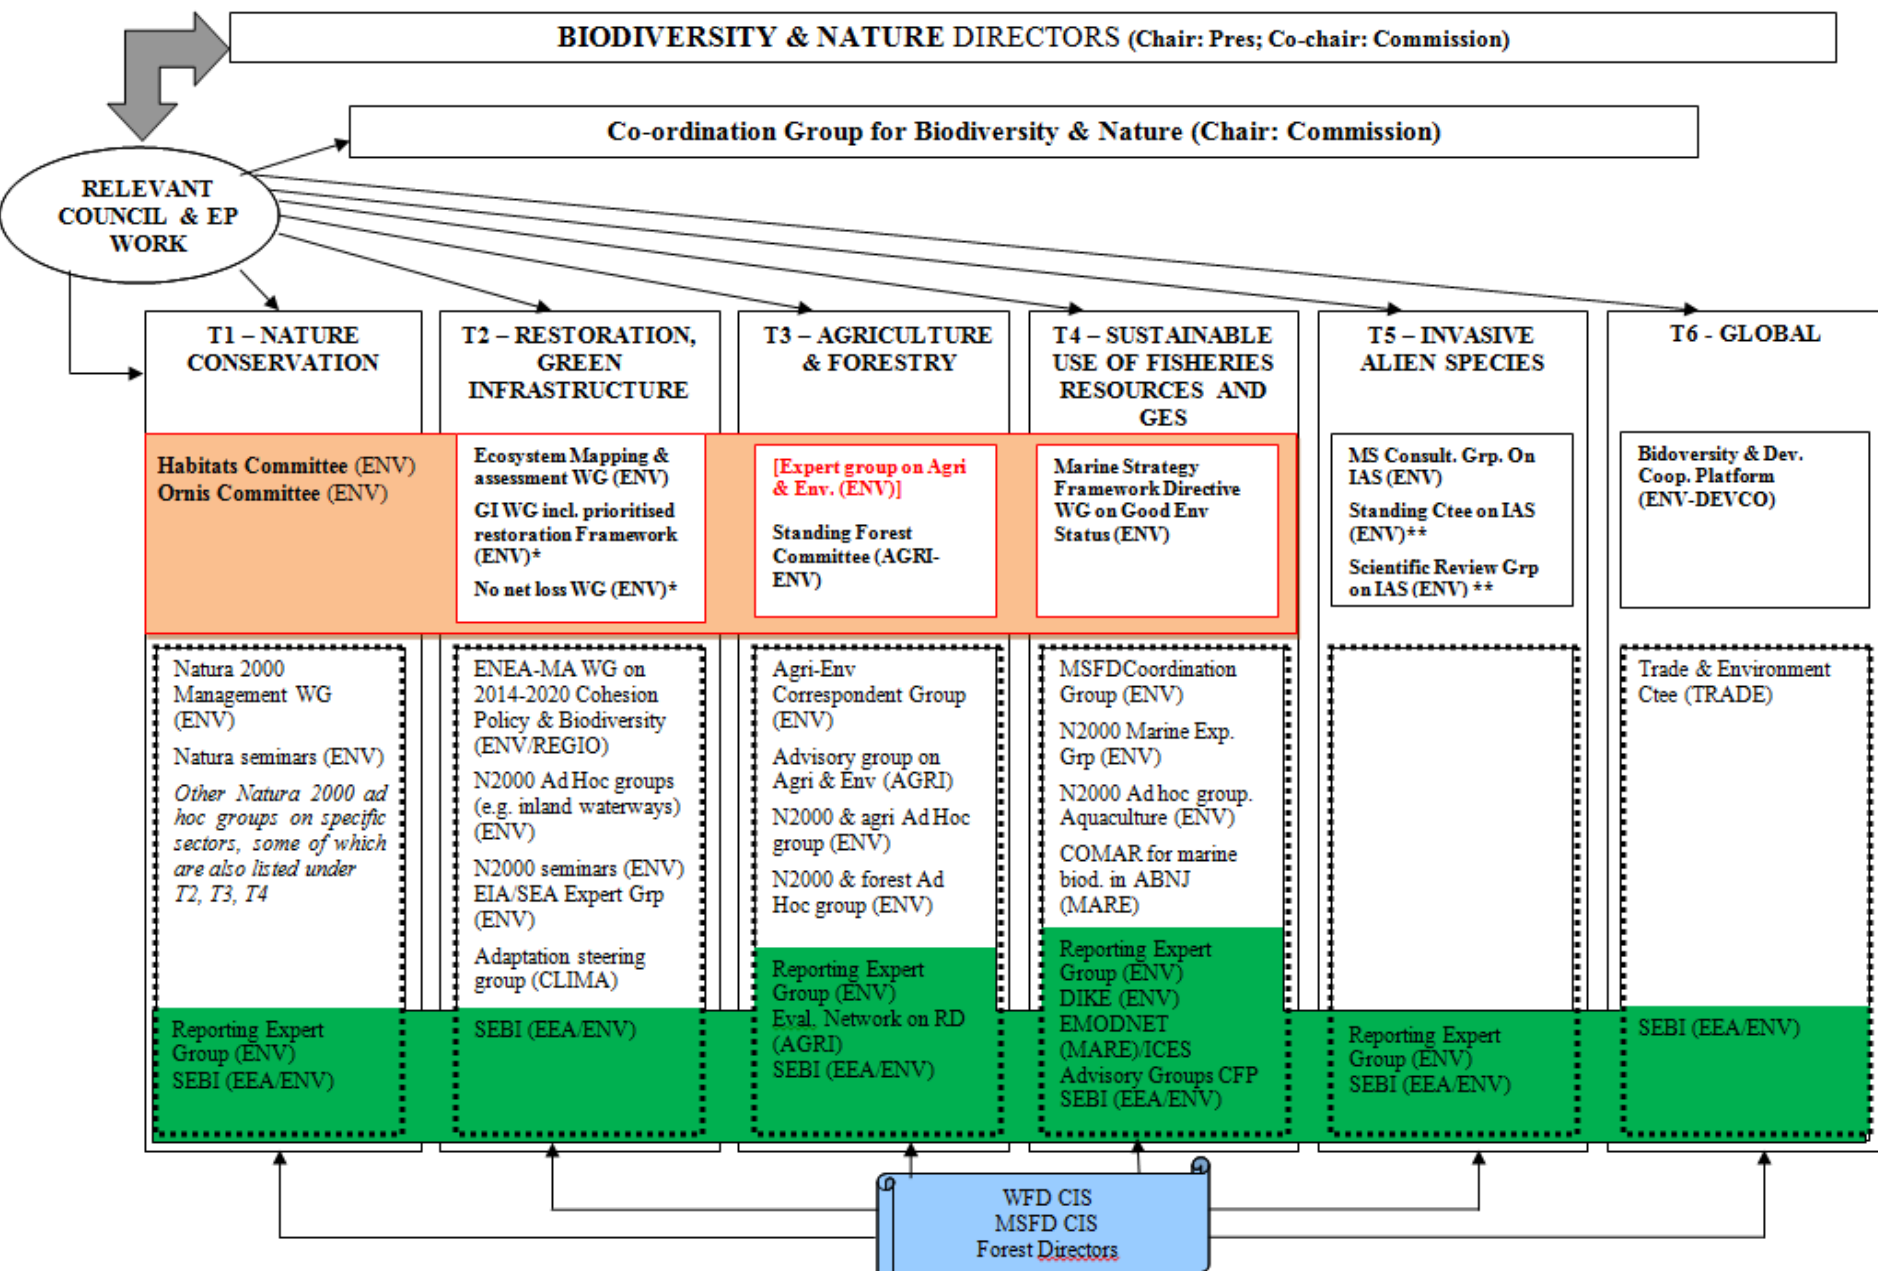 BIODIVERSITY & NATURE DIRECTORS (Chair: Pres; Co-chair: Commission)
Co-ordination Group for Biodiversity & Nature (Chair: Commission)
RELEVANT
COUNCIL & EP
WORK
T1 – NATURE
CONSERVATION
Habitats Committee (ENV)
Ornis Committee (ENV)
Natura 2000
Management WG
(ENV)
Natura seminars (ENV)
Other Natura 2000 ad
hoc groups on specific
sectors, some of which
are also listed under
T2, T3, T4
Reporting Expert
Group (ENV)
SEBI (EEA/ENV)
T2 – RESTORATION,
GREEN
INFRASTRUCTURE
Ecosystem Mapping &
assessment WG (ENV)
GI WG incl. prioritised
restoration Framework
(ENV)*
No net loss WG (ENV)*
ENEA-MA WG on
2014-2020 Cohesion
Policy & Biodiversity
(ENV/REGIO)
N2000 Ad Hoc groups
(e.g. inland waterways)
(ENV)
N2000 seminars (ENV)
EIA/SEA Expert Grp
(ENV)
Adaptation steering
group (CLIMA)
SEBI (EEA/ENV)
T3 – AGRICULTURE
& FORESTRY
[Expert group on Agri
& Env. (ENV)]
Standing Forest
Committee (AGRI-
ENV)
Agri-Env
Correspondent Group
(ENV)
Advisory group on
Agri & Env (AGRI)
N2000 & agri Ad Hoc
group (ENV)
N2000 & forest Ad
Hoc group (ENV)
Reporting Expert
Group (ENV)
Eval. Network on RD
(AGRI)
SEBI (EEA/ENV)
T4 – SUSTAINABLE
USE OF FISHERIES
RESOURCES AND
GES
Marine Strategy
Framework Directive
WG on Good Env
Status (ENV)
MSFDCoordination
Group (ENV)
N2000 Marine Exp.
Grp (ENV)
N2000 Ad hoc group.
Aquaculture (ENV)
COMAR for marine
biod. in ABNJ
(MARE)
Reporting Expert
Group (ENV)
DIKE (ENV)
EMODNET
(MARE)/ICES
Advisory Groups CFP
SEBI (EEA/ENV)
T5 – INVASIVE
ALIEN SPECIES
MS Consult. Grp. On
IAS (ENV)
Standing Ctee on IAS
(ENV)**
Scientific Review Grp
on IAS (ENV) **
Reporting Expert
Group (ENV)
SEBI (EEA/ENV)
T6 - GLOBAL
Bidoversity & Dev.
Coop. Platform
(ENV-DEVCO)
Trade & Environment
Ctee (TRADE)
SEBI (EEA/ENV)
WFD CIS
MSFD CIS
Forest Directors